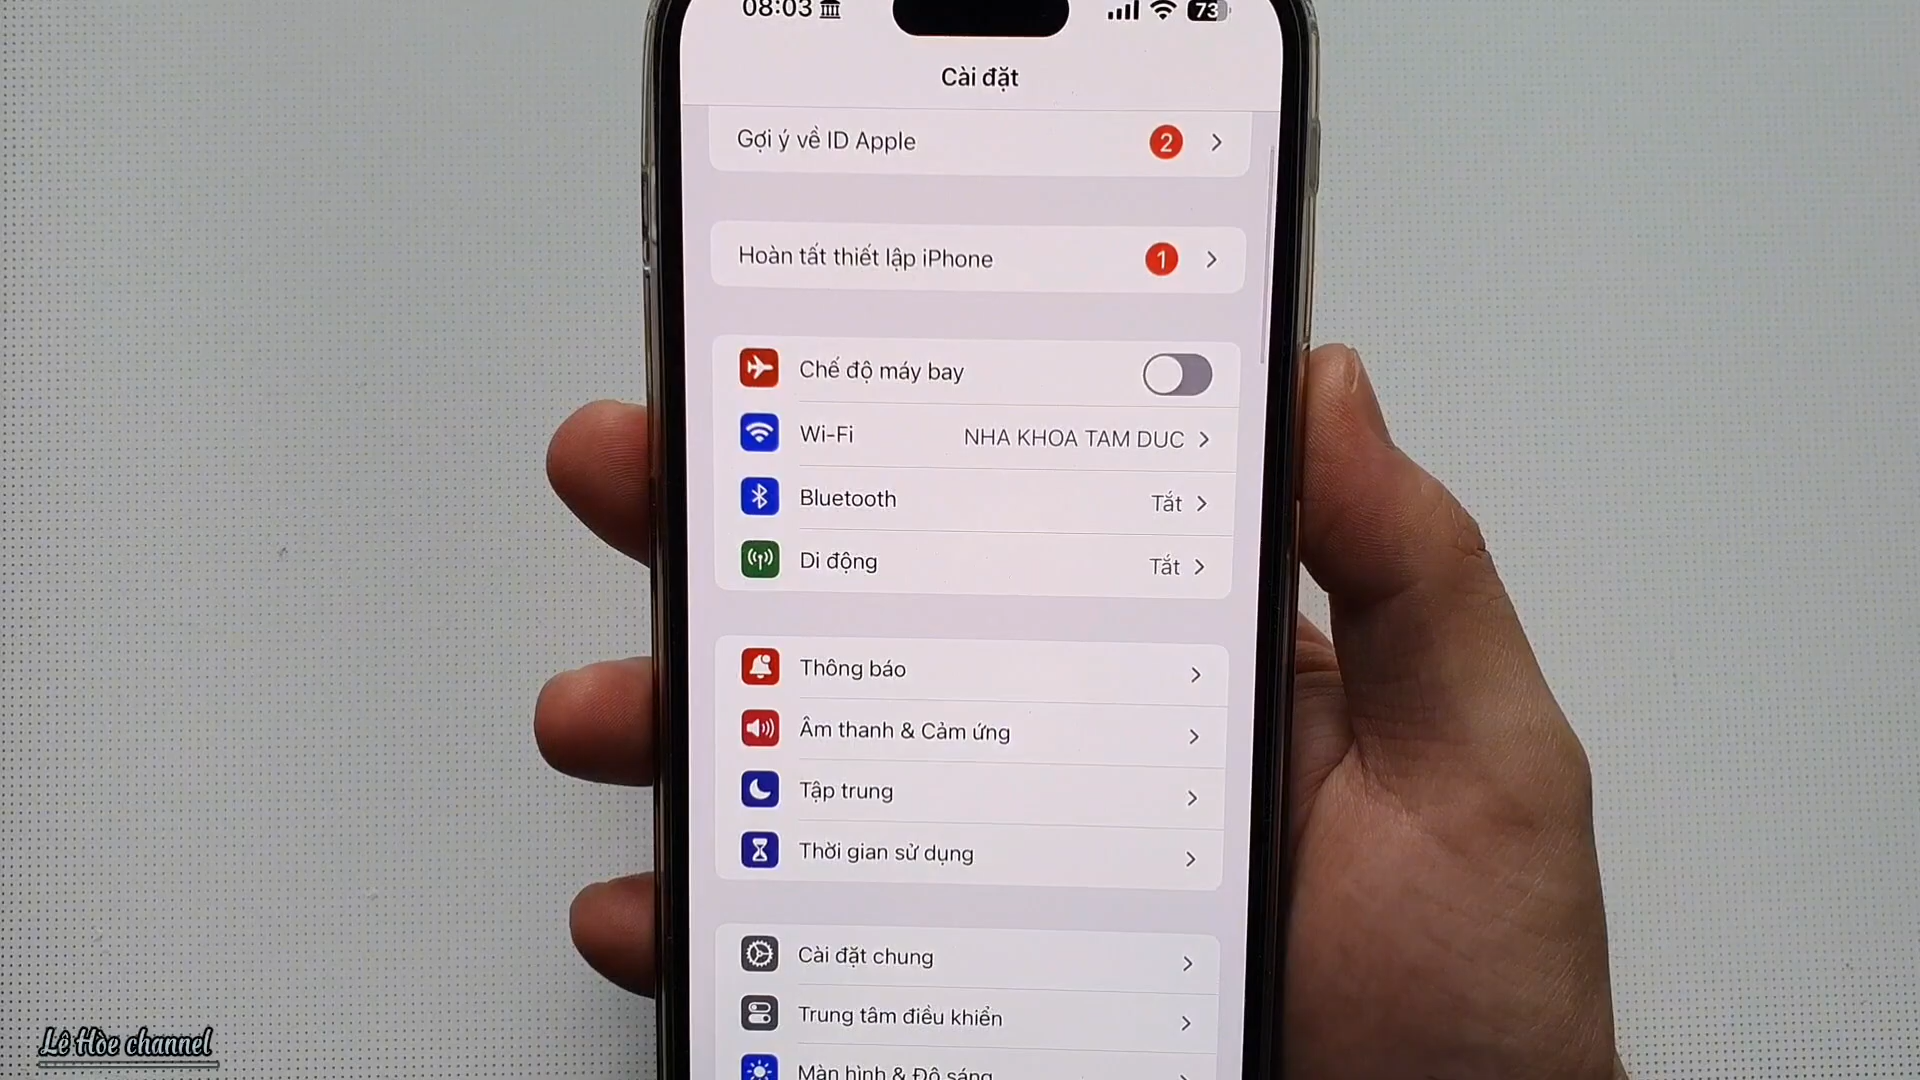 08:03 73
Cài đặt
Gợi ý về ID Apple 2
Hoàn tất thiết lập iPhone 1
Chế độ máy bay
Wi-Fi NHA KHOA TAM DUC
Bluetooth Tắt
Di động Tắt
Thông báo
Âm thanh & Cảm ứng
Tập trung
Thời gian sử dụng
Cài đặt chung
Trung tâm điều khiển
Màn hình & Độ sáng
Lê Hòe channel